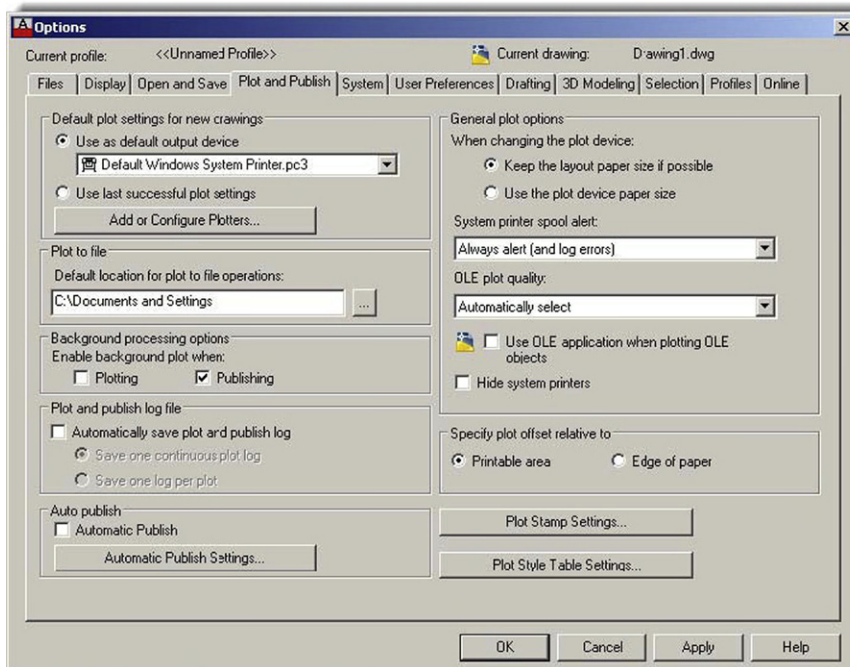 Options
Current profile: <<Unnamed Profile>> Current drawing: D'awing1.dwg
Files Display Open and Save Plot and Publish System User Preferences Drafting 3D Modeling Selection Profiles Online
Default plot settings for new crawings
Use as default output device
Default Windows System Printer.pc3
Use last successful plot settings
Add or Configure Plotters...
Plot to file
Default location for plot to file operations:
C:\Documents and Settings
...
Background processing options
Enable background plot when:
Plotting Publishing
Plot and publish log file
Automatically save plot and publish log
Save one continuous plot log
Save one log per plot
Auto publish
Automatic Publish
Automatic Publish Settings...
General plot options
When changing the plot device:
Keep the layout paper size if possible
Use the plot device paper size
System printer spool alert:
Always alert (and log errors)
OLE plot quality:
Automatically select
Use OLE application when plotting OLE
objects
Hide system printers
Specify plot offset relative to
Printable area Edge of paper
Plot Stamp Settings...
Plot Style Table Settings...
OK Cancel Apply Help